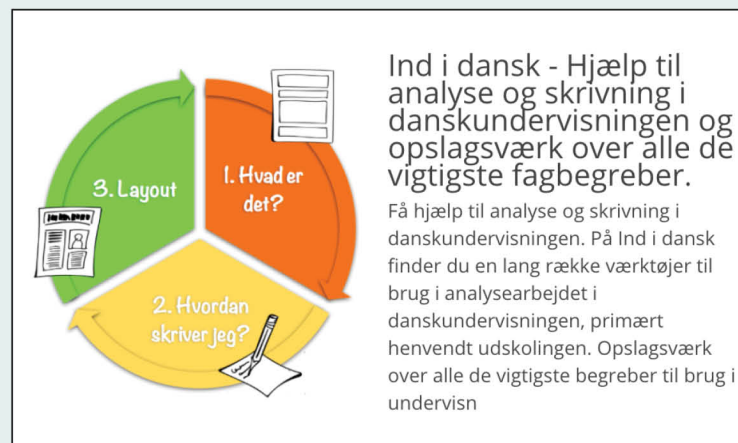 1. Hvad er
det?
2. Hvordan
skriver jeg?
3. Layout
Ind i dansk - Hjælp til
analyse og skrivning i
danskundervisningen og
opslagsværk over alle de
vigtigste fagbegreber.
Få hjælp til analyse og skrivning i
danskundervisningen. På Ind i dansk
finder du en lang række værktøjer til
brug i analysearbejdet i
danskundervisningen, primært
henvendt udskolingen. Opslagsværk
over alle de vigtigste begreber til brug i
undervisn